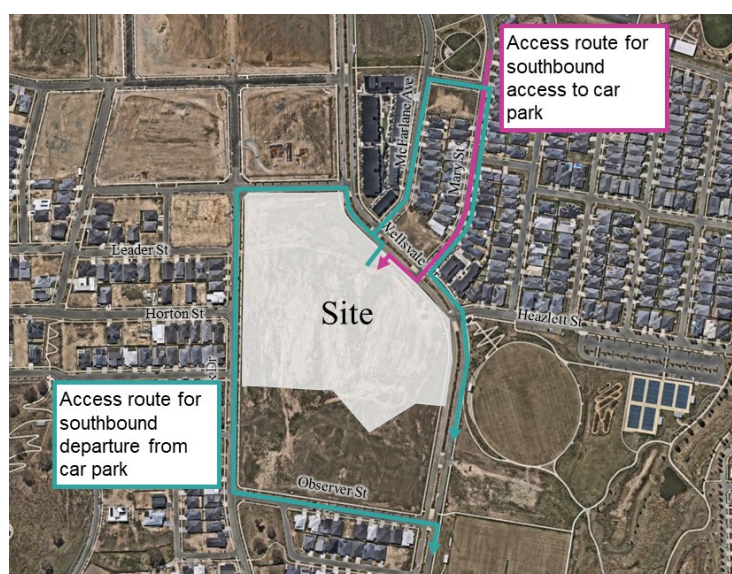 Access route for
southbound
access to car
park
McFarlane Ave
Mary St
Nellsvale
Leader St
Site
Horton St
Heazlett St
Access route for
southbound
departure from
car park
Observer St